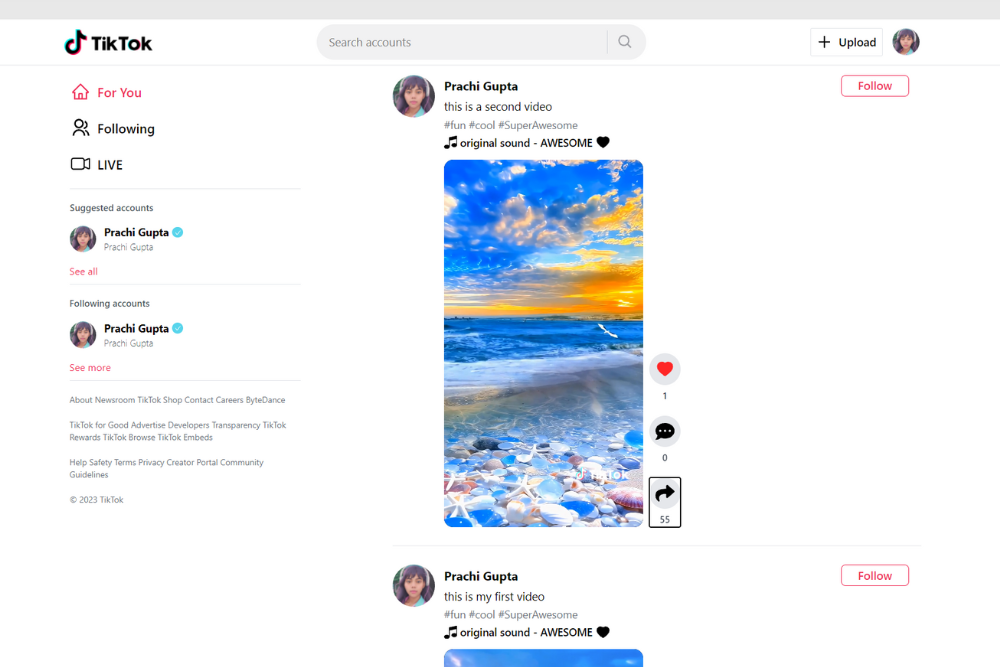 TikTok
Search accounts
Upload
For You
Following
LIVE
Suggested accounts
Prachi Gupta
Prachi Gupta
See all
Following accounts
Prachi Gupta
Prachi Gupta
See more
About Newsroom TikTok Shop Contact Careers ByteDance
TikTok for Good Advertise Developers Transparency TikTok
Rewards TikTok Browse TikTok Embeds
Help Safety Terms Privacy Creator Portal Community
Guidelines
© 2023 TikTok
Prachi Gupta
Follow
this is a second video
#fun #cool #SuperAwesome
original sound - AWESOME
1
0
55
Prachi Gupta
Follow
this is my first video
#fun #cool #SuperAwesome
original sound - AWESOME